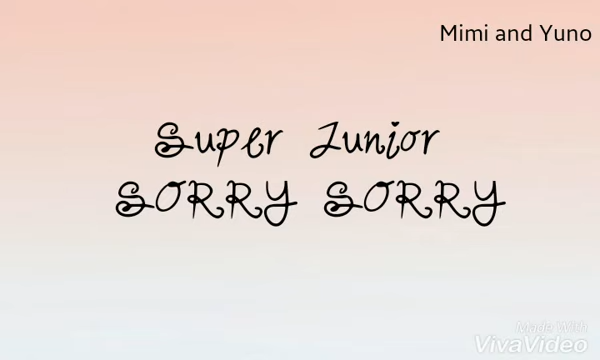 Mimi and Yuno
Super Junior
SORRY SORRY
Made With
VivaVideo